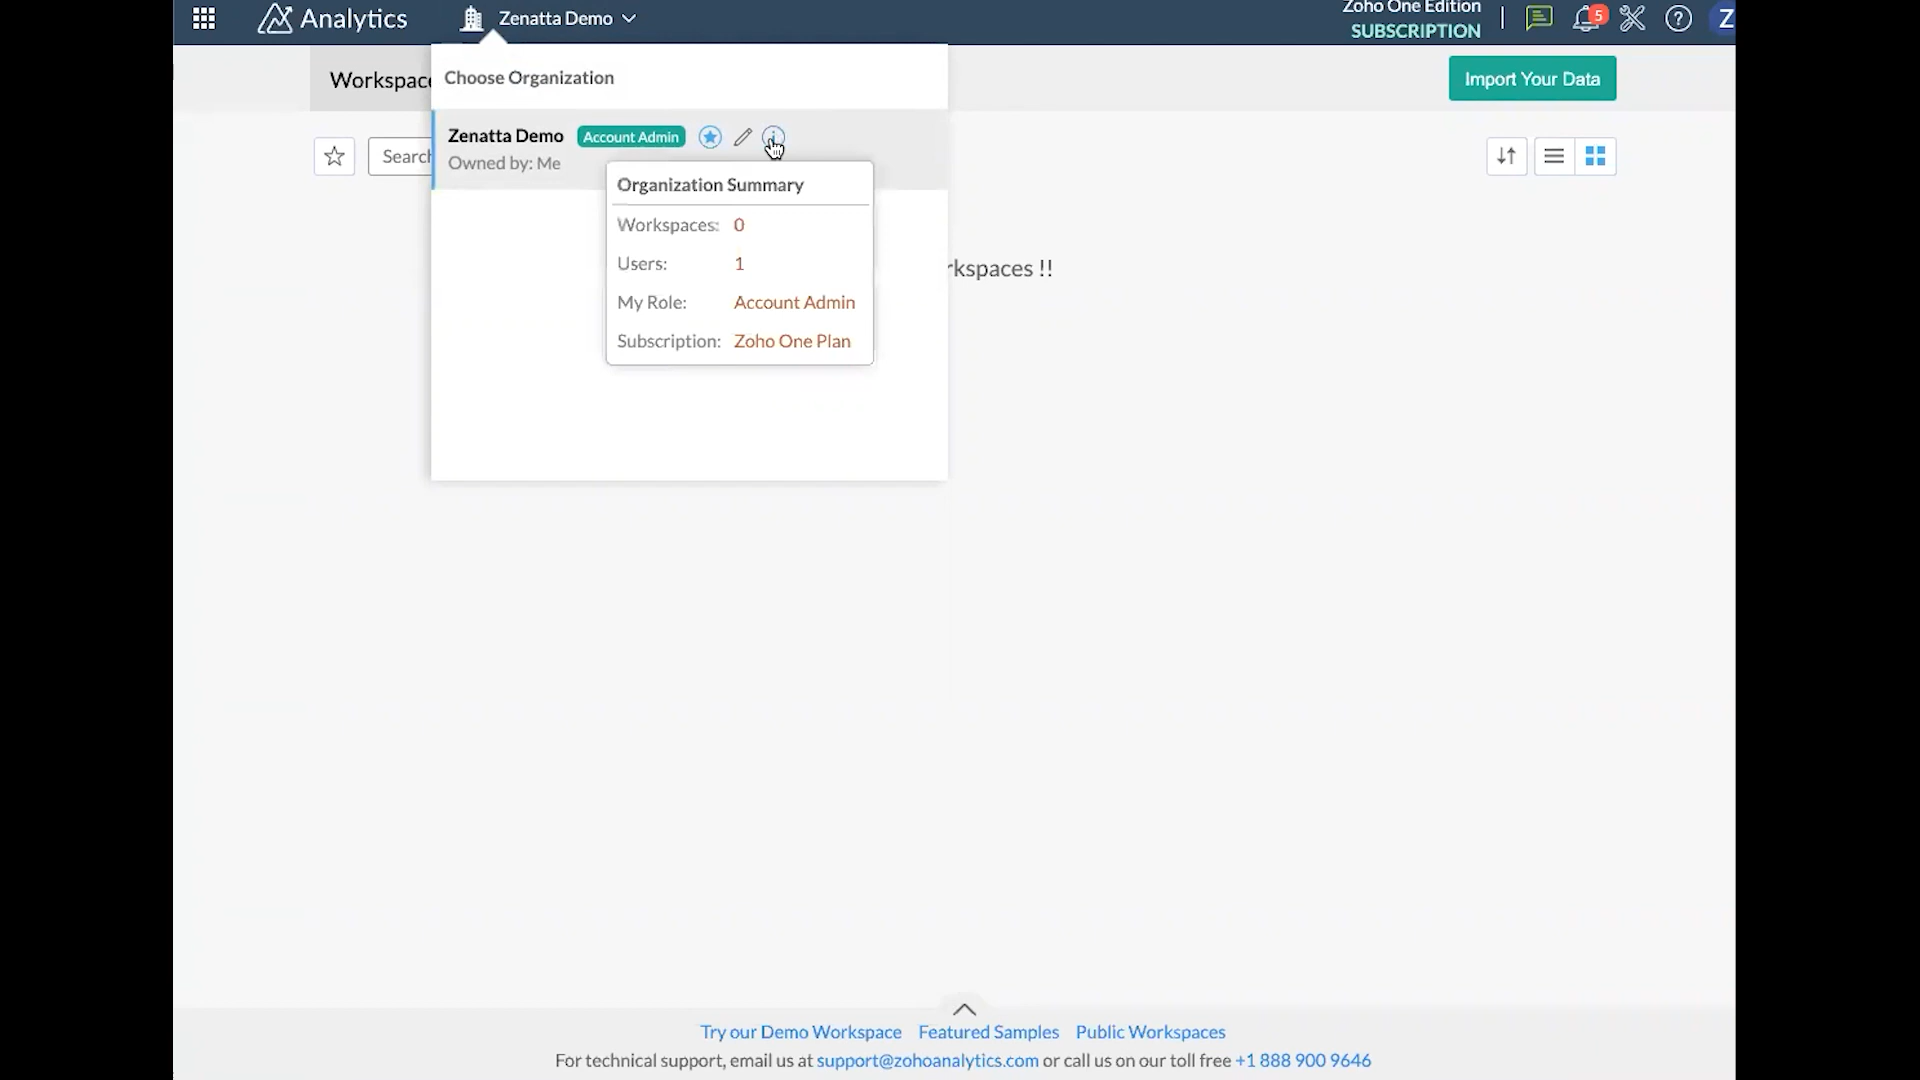 Analytics
Zenatta Demo
Zoho One Edition
SUBSCRIPTION
5
Z
Workspace
Choose Organization
Import Your Data
Zenatta Demo Account Admin
Owned by: Me
Search
Organization Summary
Workspaces: 0
Users: 1
My Role: Account Admin
Subscription: Zoho One Plan
rkspaces !!
Try our Demo Workspace Featured Samples Public Workspaces
For technical support, email us at support@zohoanalytics.com or call us on our toll free +1 888 900 9646